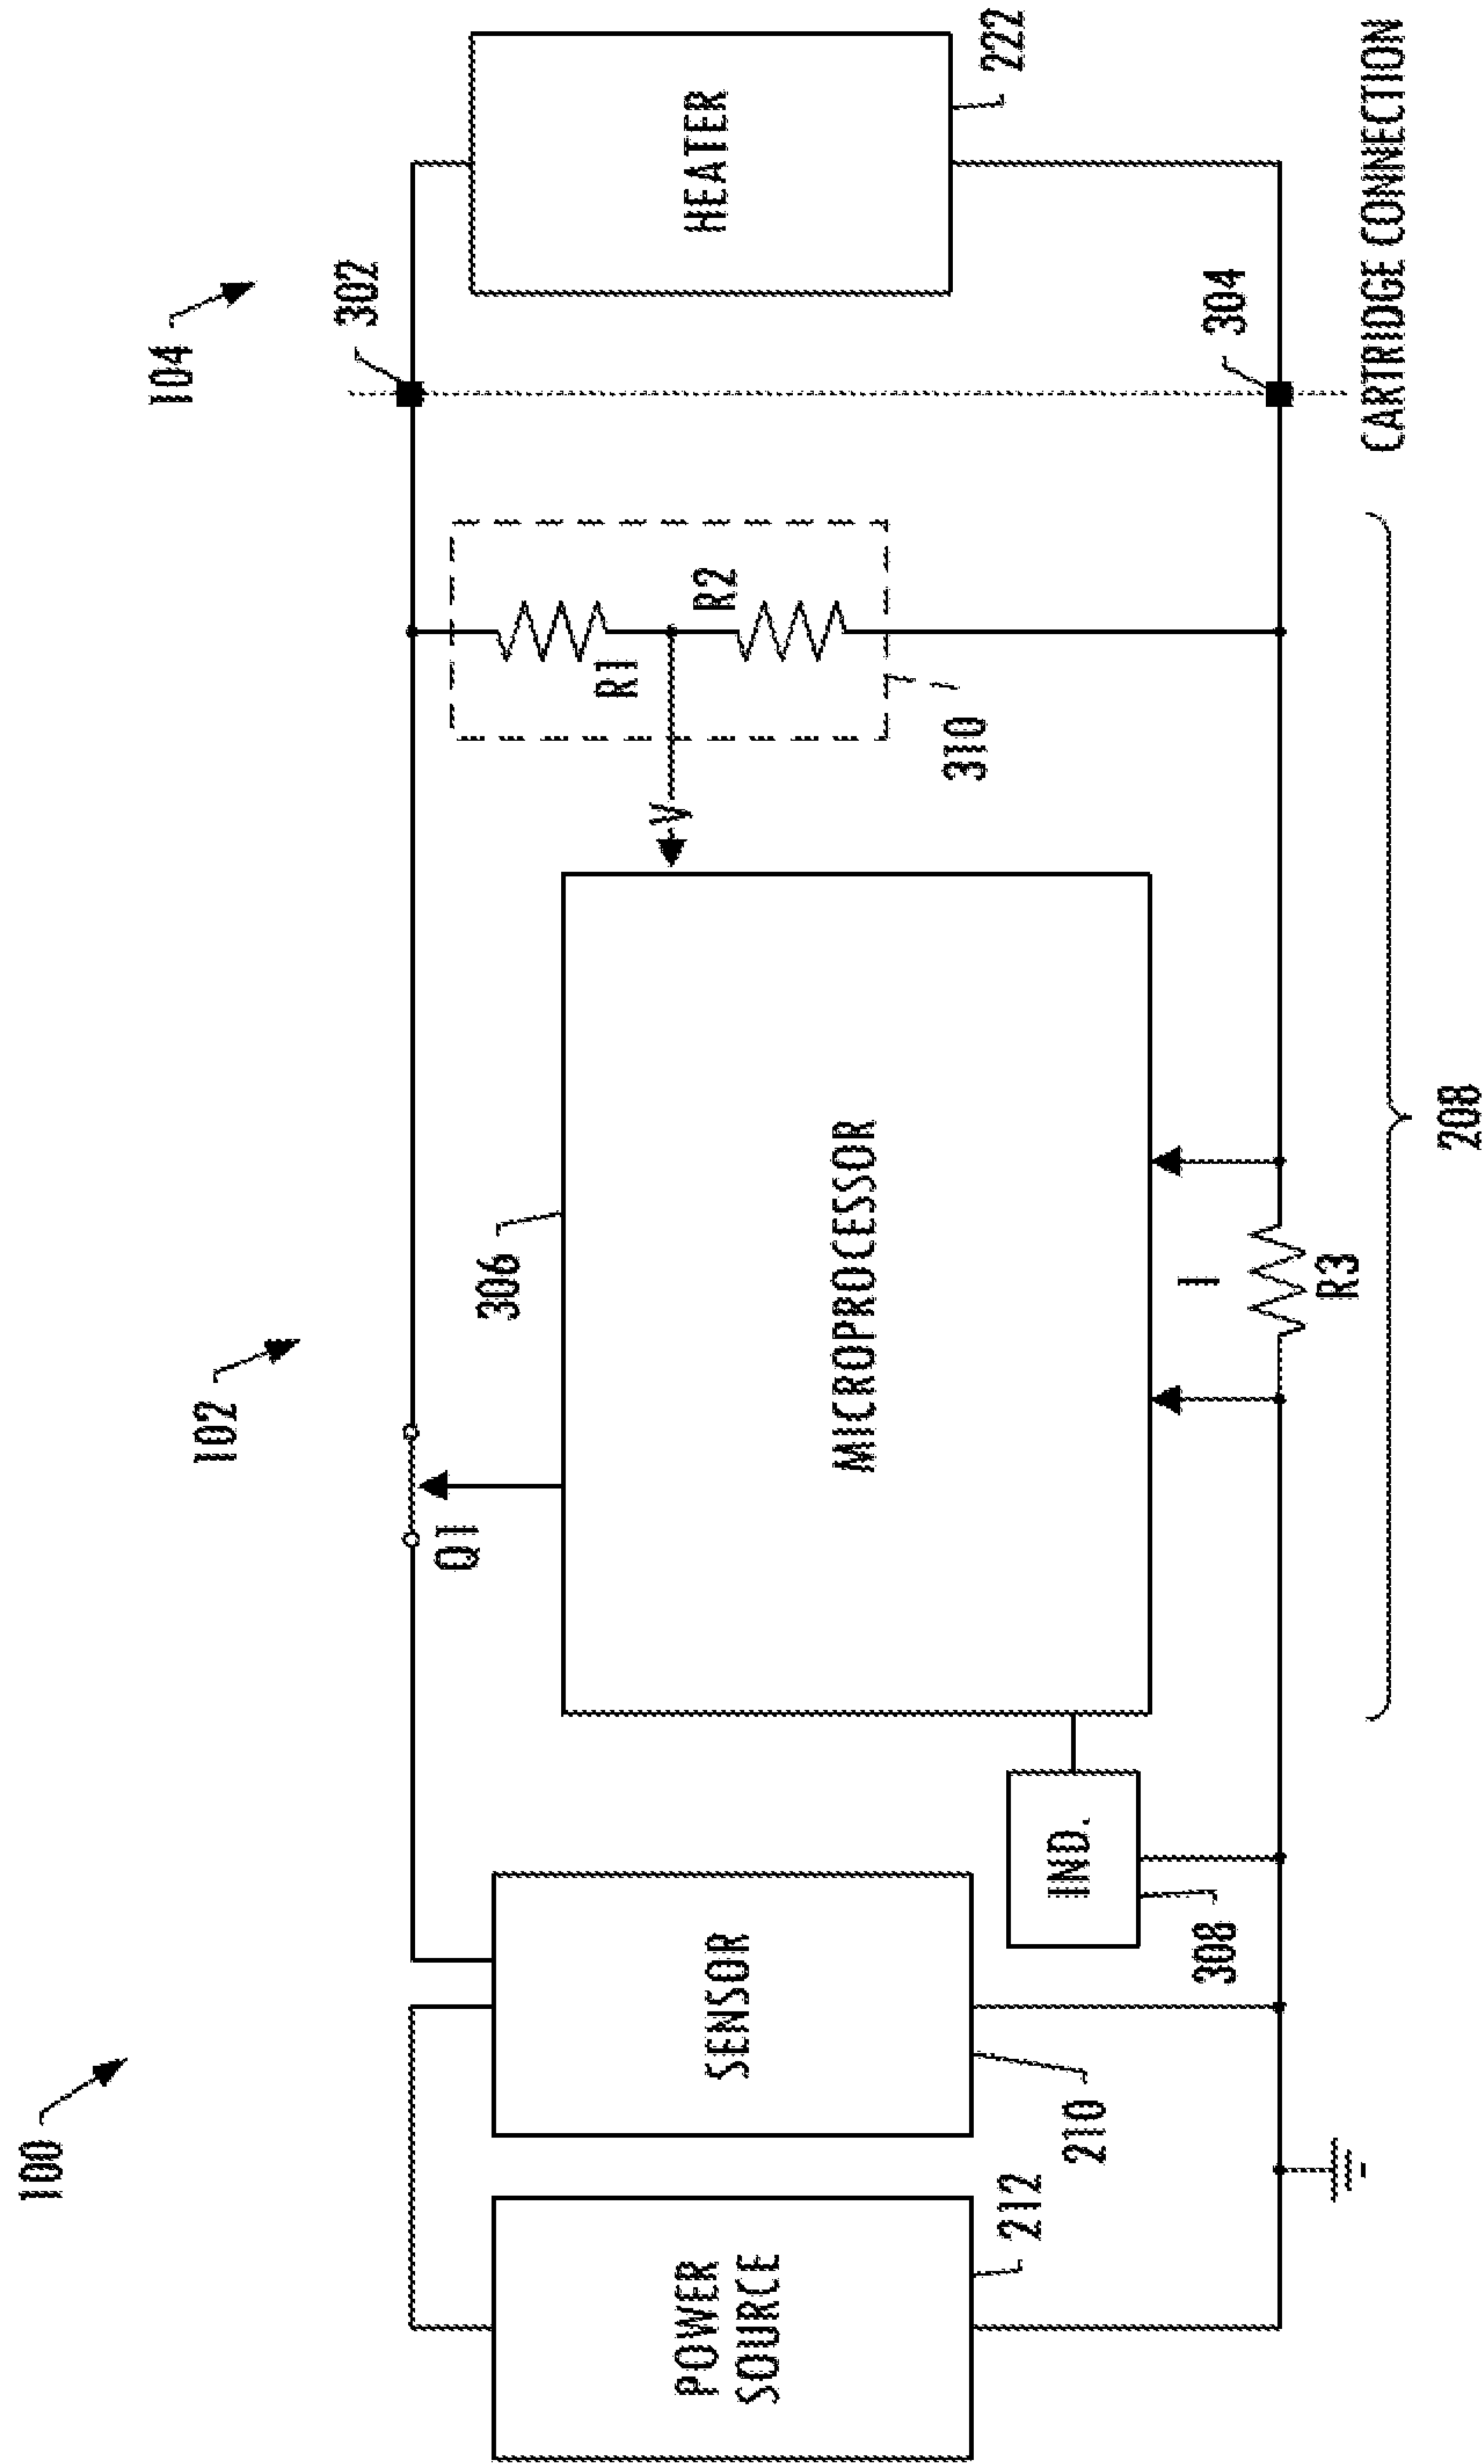 100
102
104
POWER
SOURCE
212
SENSOR
210
IND.
308
Q1
306
MICROPROCESSOR
I
R3
V
R1
R2
310
302
304
HEATER
222
208
CARTRIDGE CONNECTION